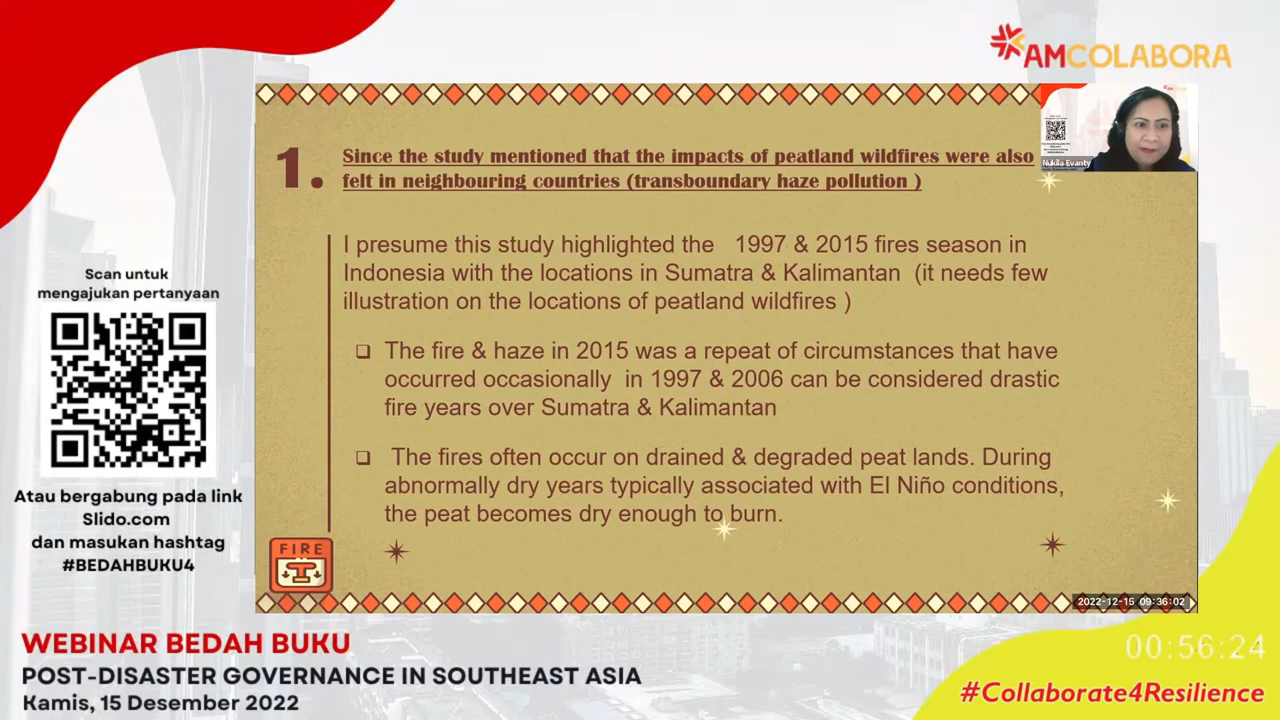 AMCOLABORA
Nukila Evanty
1.
Since the study mentioned that the impacts of peatland wildfires were also
felt in neighbouring countries (transboundary haze pollution )
I presume this study highlighted the 1997 & 2015 fires season in
Indonesia with the locations in Sumatra & Kalimantan (it needs few
illustration on the locations of peatland wildfires )
❑ The fire & haze in 2015 was a repeat of circumstances that have
occurred occasionally in 1997 & 2006 can be considered drastic
fire years over Sumatra & Kalimantan
❑ The fires often occur on drained & degraded peat lands. During
abnormally dry years typically associated with El Niño conditions,
the peat becomes dry enough to burn.
FIRE
2022-12-15 09:36:02
Scan untuk
mengajukan pertanyaan
Atau bergabung pada link
Slido.com
dan masukan hashtag
#BEDAHBUKU4
WEBINAR BEDAH BUKU
POST-DISASTER GOVERNANCE IN SOUTHEAST ASIA
Kamis, 15 Desember 2022
00:56:24
#Collaborate4Resilience